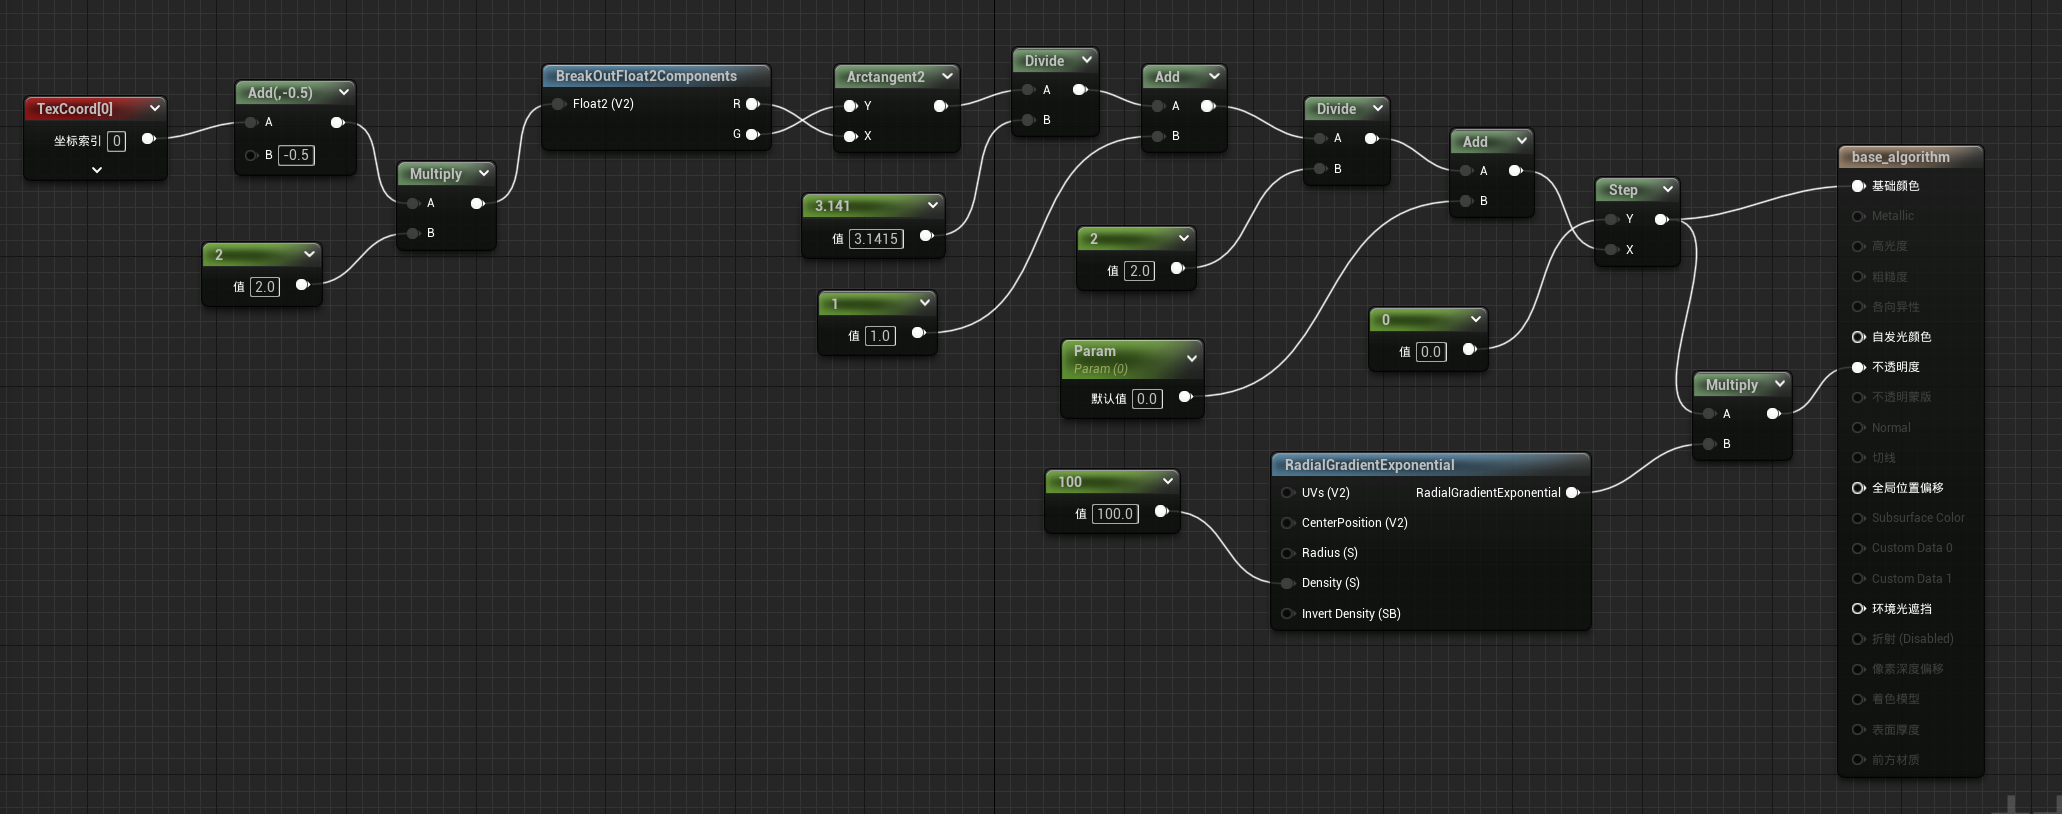 TexCoord[0]
坐标索引 0
Add(,-0.5)
A
B -0.5
2
值 2.0
Multiply
A
B
BreakOutFloat2Components
Float2 (V2) R
G
Arctangent2
Y
X
3.141
值 3.1415
1
值 1.0
Divide
A
B
Add
A
B
2
值 2.0
Param
Param (0)
默认值 0.0
100
值 100.0
Divide
A
B
Add
A
B
0
值 0.0
RadialGradientExponential
UVs (V2) RadialGradientExponential
CenterPosition (V2)
Radius (S)
Density (S)
Invert Density (SB)
Step
Y
X
Multiply
A
B
base_algorithm
基础颜色
Metallic
高光度
粗糙度
各向异性
自发光颜色
不透明度
不透明蒙版
Normal
切线
全局位置偏移
Subsurface Color
Custom Data 0
Custom Data 1
环境光遮挡
折射 (Disabled)
像素深度偏移
着色模型
表面厚度
前方材质